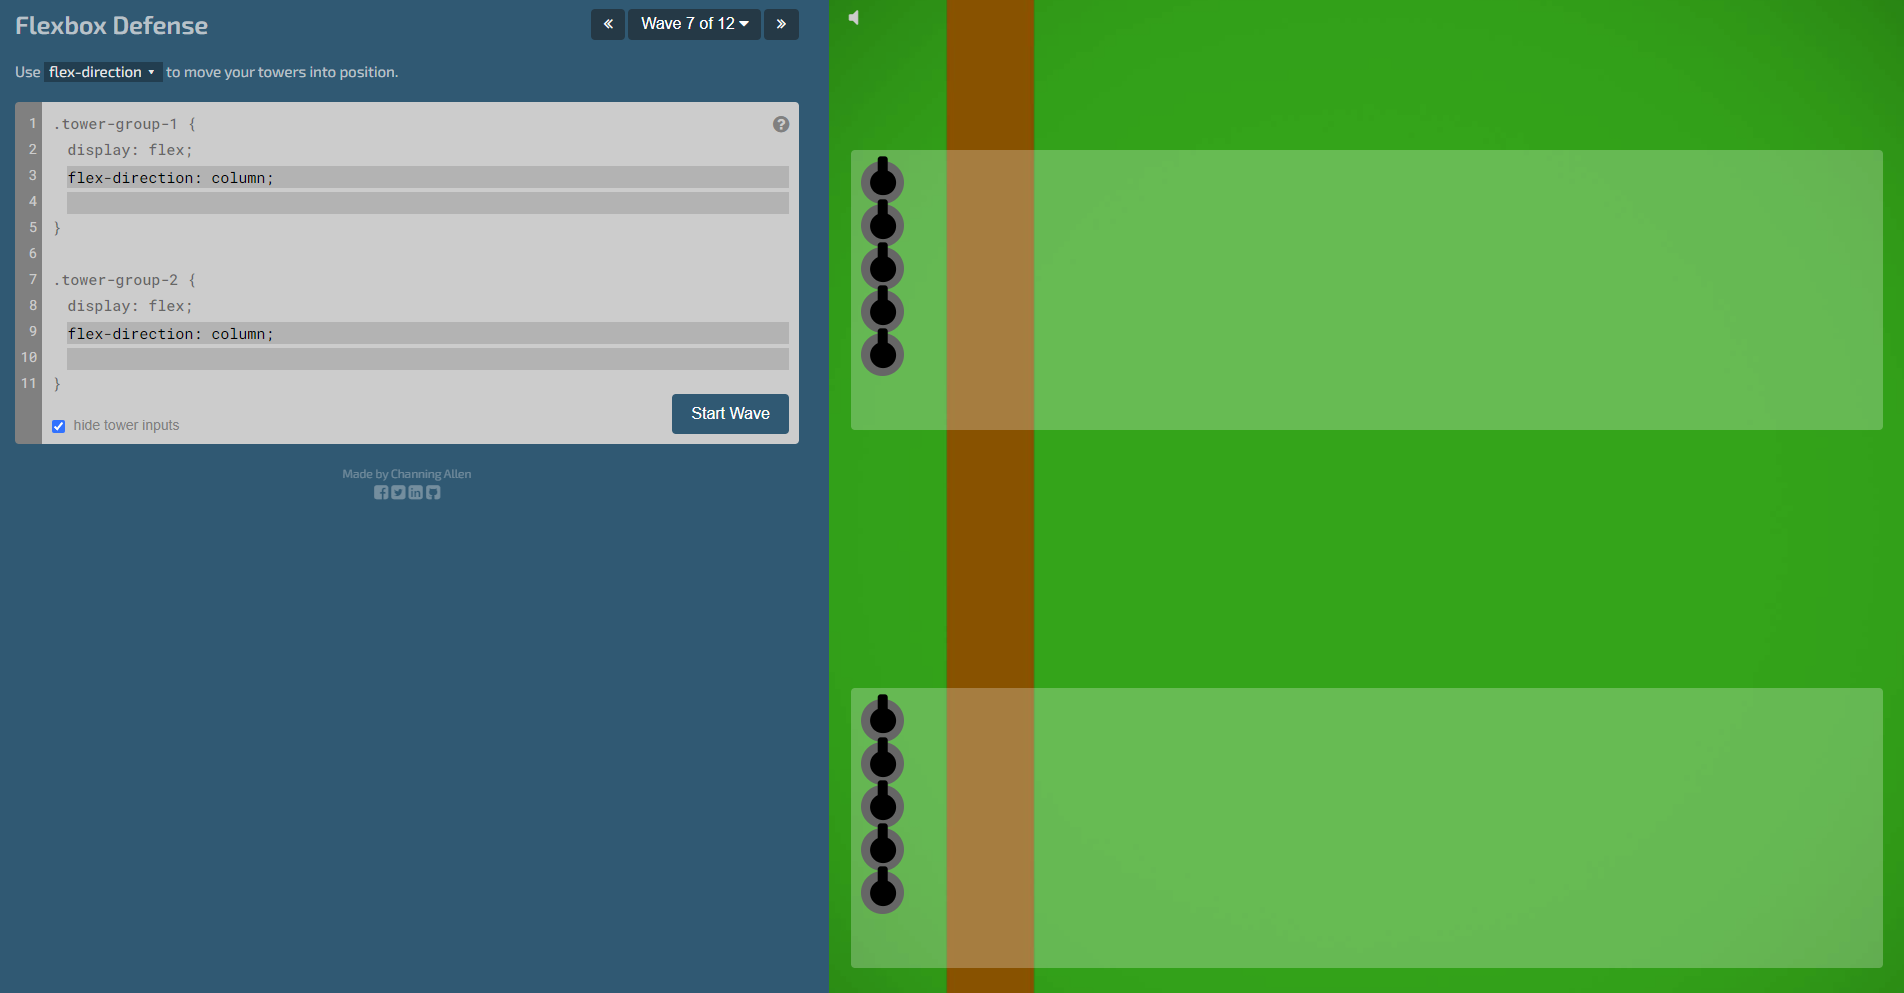 Flexbox Defense
« Wave 7 of 12 »
Use flex-direction to move your towers into position.
1 .tower-group-1 {
2 display: flex;
3 flex-direction: column;
4
5 }
6
7 .tower-group-2 {
8 display: flex;
9 flex-direction: column;
10
11 }
hide tower inputs
Start Wave
Made by Channing Allen